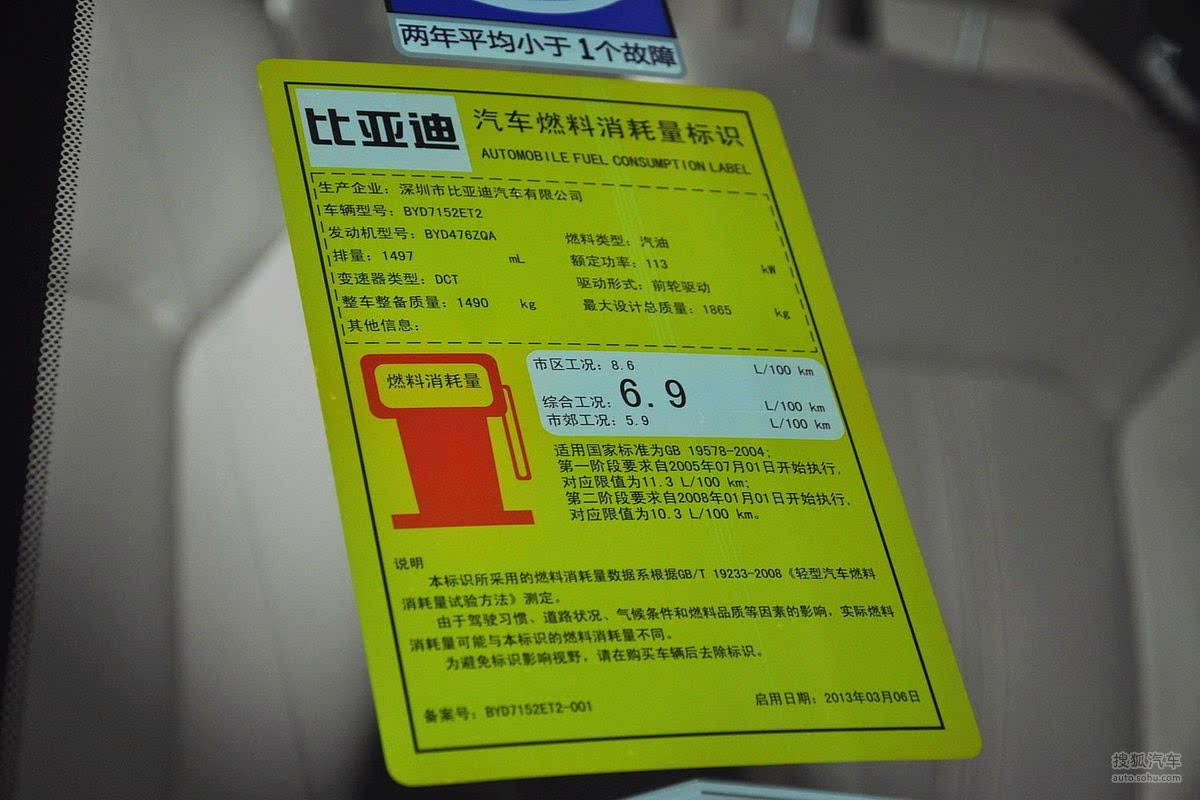 两年平均小于1个故障
比亚迪
汽车燃料消耗量标识
AUTOMOBILE FUEL CONSUMPTION LABEL
生产企业：深圳市比亚迪汽车有限公司
车辆型号：BYD7152ET2
发动机型号：BYD476ZQA 燃料类型：汽油
排量：1497 mL 额定功率：113 kW
变速器类型：DCT 驱动形式：前轮驱动
整车整备质量：1490 kg 最大设计总质量：1865 kg
其他信息：
燃料消耗量
市区工况：8.6 L/100 km
综合工况：6.9 L/100 km
市郊工况：5.9 L/100 km
适用国家标准为GB 19578-2004；
第一阶段要求自2005年07月01日开始执行，
对应限值为11.3 L/100 km；
第二阶段要求自2008年01月01日开始执行，
对应限值为10.3 L/100 km。
说明
本标识所采用的燃料消耗量数据系根据GB/T 19233-2008《轻型汽车燃料
消耗量试验方法》测定。
由于驾驶习惯、道路状况、气候条件和燃料品质等因素的影响，实际燃料
消耗量可能与本标识的燃料消耗量不同。
为避免标识影响视野，请在购买车辆后去除标识。
备案号：BYD7152ET2-001 启用日期：2013年03月06日
搜狐汽车
auto.sohu.com